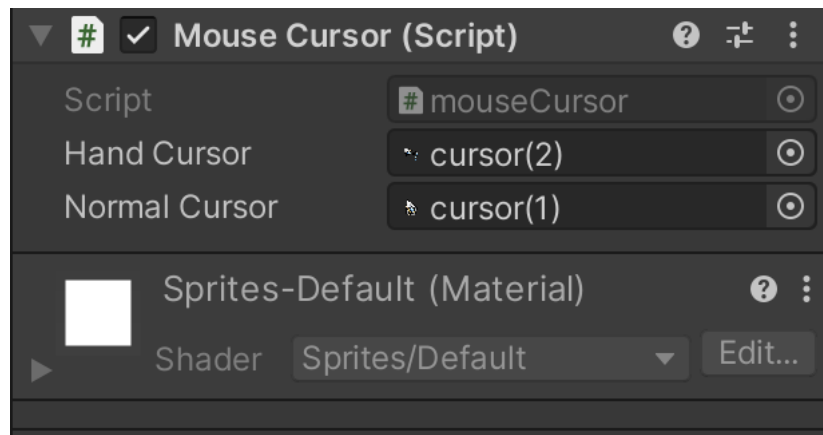 # Mouse Cursor (Script)
Script # mouseCursor
Hand Cursor cursor(2)
Normal Cursor cursor(1)
Sprites-Default (Material)
Shader Sprites/Default Edit...